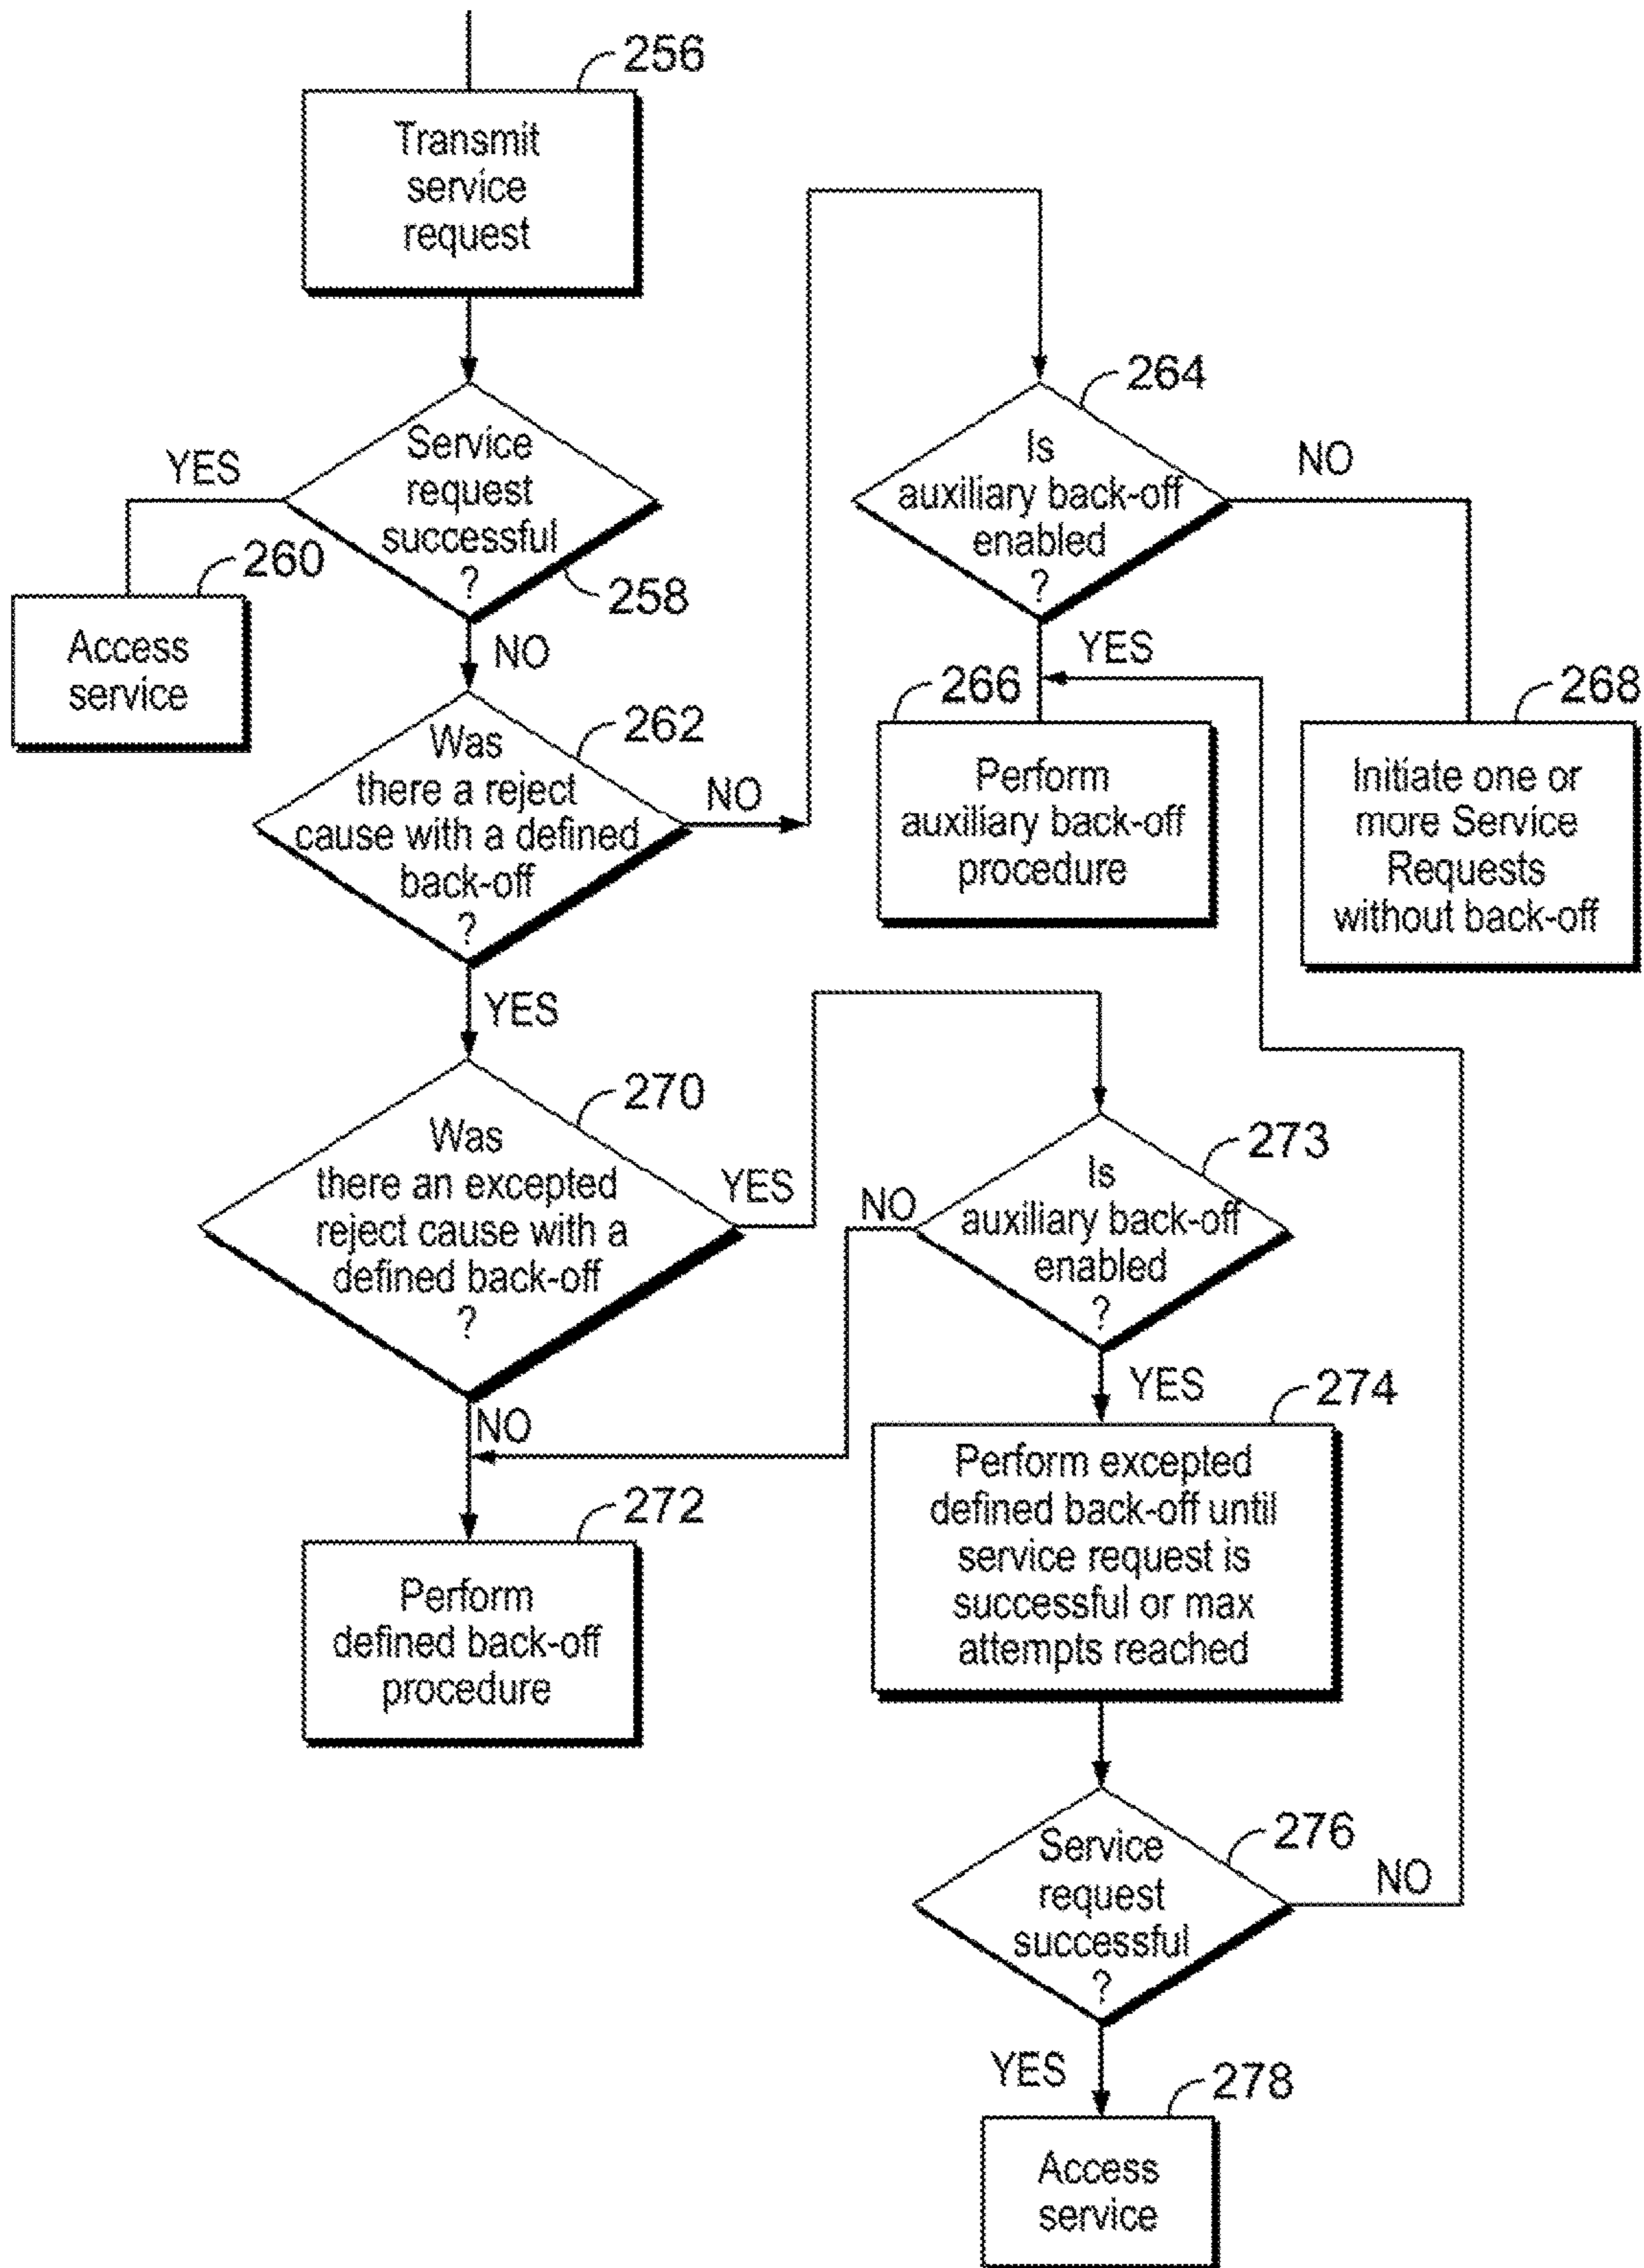 256
Transmit
service
request
Service
request
successful
?
258
YES
260
Access
service
NO
262
Was
there a reject
cause with a defined
back-off
?
NO
264
Is
auxiliary back-off
enabled
?
NO
YES
266
Perform
auxiliary back-off
procedure
268
Initiate one or
more Service
Requests
without back-off
YES
270
Was
there an excepted
reject cause with a
defined back-off
?
YES
NO
272
Perform
defined back-off
procedure
273
Is
auxiliary back-off
enabled
?
NO
YES
274
Perform excepted
defined back-off until
service request is
successful or max
attempts reached
276
Service
request
successful
?
NO
YES
278
Access
service